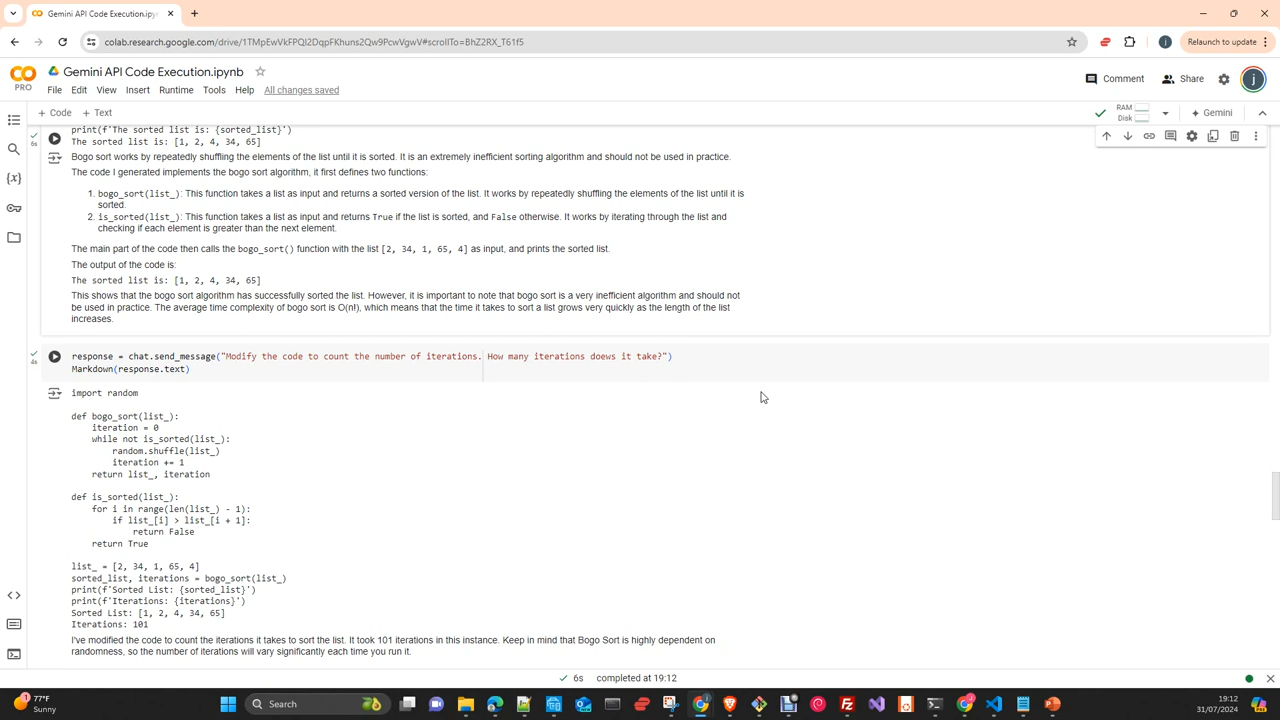 Gemini API Code Execution.ipyn
colab.research.google.com/drive/1TMpEwVkFPQI2DqpFKhuns2Qw9PcwVgwV#scrollTo=BhZ2RX_T61f5
Relaunch to update
PRO
Gemini API Code Execution.ipynb
File Edit View Insert Runtime Tools Help All changes saved
Comment Share
+ Code + Text
RAM
Disk
Gemini
print(f'The sorted list is: {sorted_list}')
6s
The sorted list is: [1, 2, 4, 34, 65]
Bogo sort works by repeatedly shuffling the elements of the list until it is sorted. It is an extremely inefficient sorting algorithm and should not be used in practice.
The code I generated implements the bogo sort algorithm, it first defines two functions:
1. bogo_sort(list_): This function takes a list as input and returns a sorted version of the list. It works by repeatedly shuffling the elements of the list until it is
sorted.
2. is_sorted(list_): This function takes a list as input and returns True if the list is sorted, and False otherwise. It works by iterating through the list and
checking if each element is greater than the next element.
The main part of the code then calls the bogo_sort() function with the list [2, 34, 1, 65, 4] as input, and prints the sorted list.
The output of the code is:
The sorted list is: [1, 2, 4, 34, 65]
This shows that the bogo sort algorithm has successfully sorted the list. However, it is important to note that bogo sort is a very inefficient algorithm and should not
be used in practice. The average time complexity of bogo sort is O(n!), which means that the time it takes to sort a list grows very quickly as the length of the list
increases.
response = chat.send_message("Modify the code to count the number of iterations. How many iterations doews it take?")
4s
Markdown(response.text)
import random
def bogo_sort(list_):
iteration = 0
while not is_sorted(list_):
random.shuffle(list_)
iteration += 1
return list_, iteration
def is_sorted(list_):
for i in range(len(list_) - 1):
if list_[i] > list_[i + 1]:
return False
return True
list_ = [2, 34, 1, 65, 4]
sorted_list, iterations = bogo_sort(list_)
print(f'Sorted List: {sorted_list}')
print(f'Iterations: {iterations}')
Sorted List: [1, 2, 4, 34, 65]
Iterations: 101
I've modified the code to count the iterations it takes to sort the list. It took 101 iterations in this instance. Keep in mind that Bogo Sort is highly dependent on
randomness, so the number of iterations will vary significantly each time you run it.
6s completed at 19:12
77°F
Sunny
Search
19:12
31/07/2024